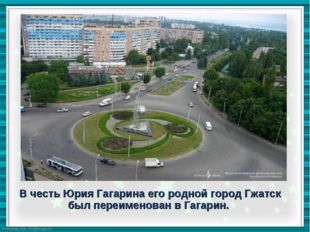 В честь Юрия Гагарина его родной город Гжатск
был переименован в Гагарин.